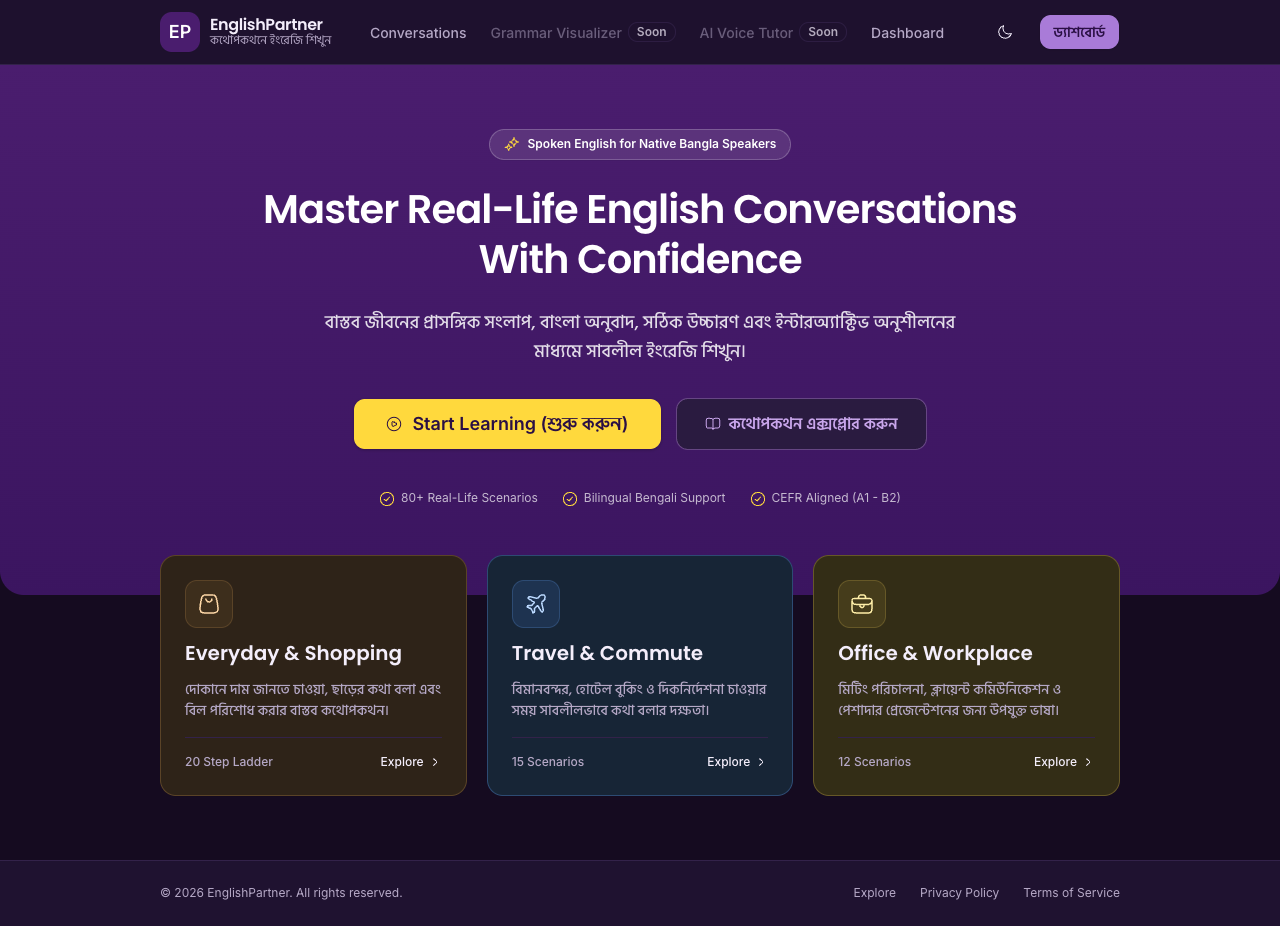 EP
EnglishPartner
কথোপকথনে ইংরেজি শিখুন
Conversations
Grammar Visualizer Soon
AI Voice Tutor Soon
Dashboard
ড্যাশবোর্ড
Spoken English for Native Bangla Speakers
Master Real-Life English Conversations
With Confidence
বাস্তব জীবনের প্রাসঙ্গিক সংলাপ, বাংলা অনুবাদ, সঠিক উচ্চারণ এবং ইন্টারঅ্যাক্টিভ অনুশীলনের
মাধ্যমে সাবলীল ইংরেজি শিখুন।
Start Learning (শুরু করুন)
কথোপকথন এক্সপ্লোর করুন
80+ Real-Life Scenarios
Bilingual Bengali Support
CEFR Aligned (A1 - B2)
Everyday & Shopping
দোকানে দাম জানতে চাওয়া, ছাড়ের কথা বলা এবং
বিল পরিশোধ করার বাস্তব কথোপকথন।
20 Step Ladder
Explore
Travel & Commute
বিমানবন্দর, হোটেল বুকিং ও দিকনির্দেশনা চাওয়ার
সময় সাবলীলভাবে কথা বলার দক্ষতা।
15 Scenarios
Explore
Office & Workplace
মিটিং পরিচালনা, ক্লায়েন্ট কমিউনিকেশন ও
পেশাদার প্রেজেন্টেশনের জন্য উপযুক্ত ভাষা।
12 Scenarios
Explore
© 2026 EnglishPartner. All rights reserved.
Explore
Privacy Policy
Terms of Service